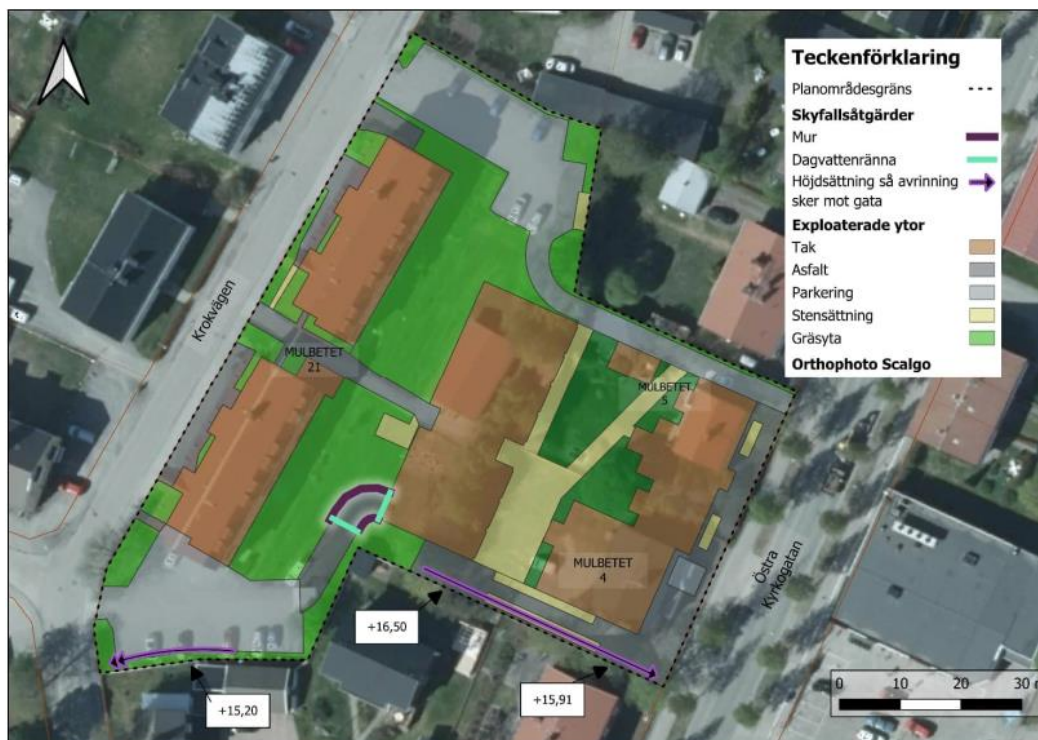 Teckenförklaring
Planområdesgräns
Skyfallsåtgärder
Mur
Dagvattenränna
Höjdsättning så avrinning
sker mot gata
Exploaterade ytor
Tak
Asfalt
Parkering
Stensättning
Gräsyta
Orthophoto Scalgo
Krokvägen
MULBETET
21
MULBETET
5
MULBETET
4
Östra
Kyrkogatan
+16,50
+15,91
+15,20
0 10 20 30 m